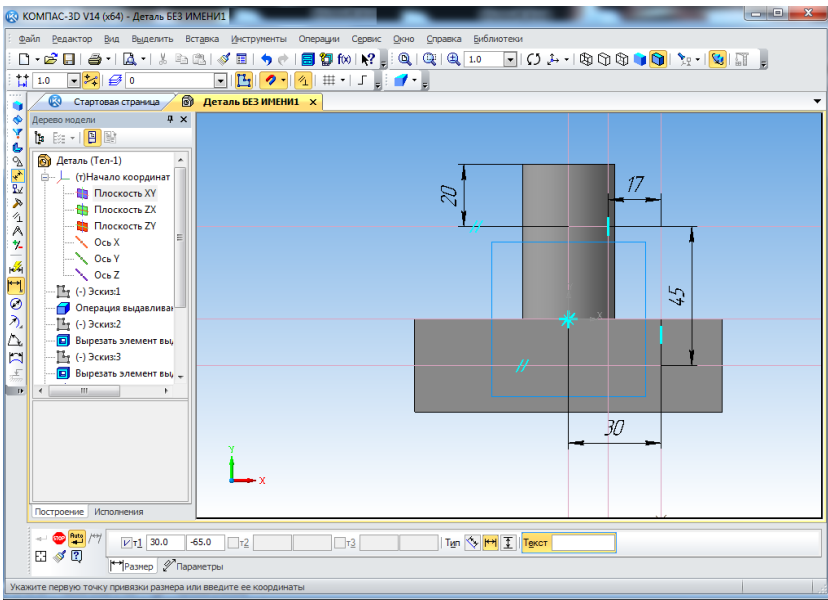 КОМПАС-3D V14 (x64) - Деталь БЕЗ ИМЕНИ1
Файл Редактор Вид Выделить Вставка Инструменты Операции Сервис Окно Справка Библиотеки
f(x) 1.0
1.0 0
Стартовая страница Деталь БЕЗ ИМЕНИ1
Дерево модели
Деталь (Тел-1)
(т)Начало координат
Плоскость XY
Плоскость ZX
Плоскость ZY
Ось X
Ось Y
Ось Z
(-) Эскиз:1
Операция выдавливан
(-) Эскиз:2
Вырезать элемент вы
(-) Эскиз:3
Вырезать элемент вы
20
17
45
30
X
Y
X
Построение Исполнения
Auto т1 30.0 -65.0 т2 т3 Тип Текст
Размер Параметры
Укажите первую точку привязки размера или введите ее координаты